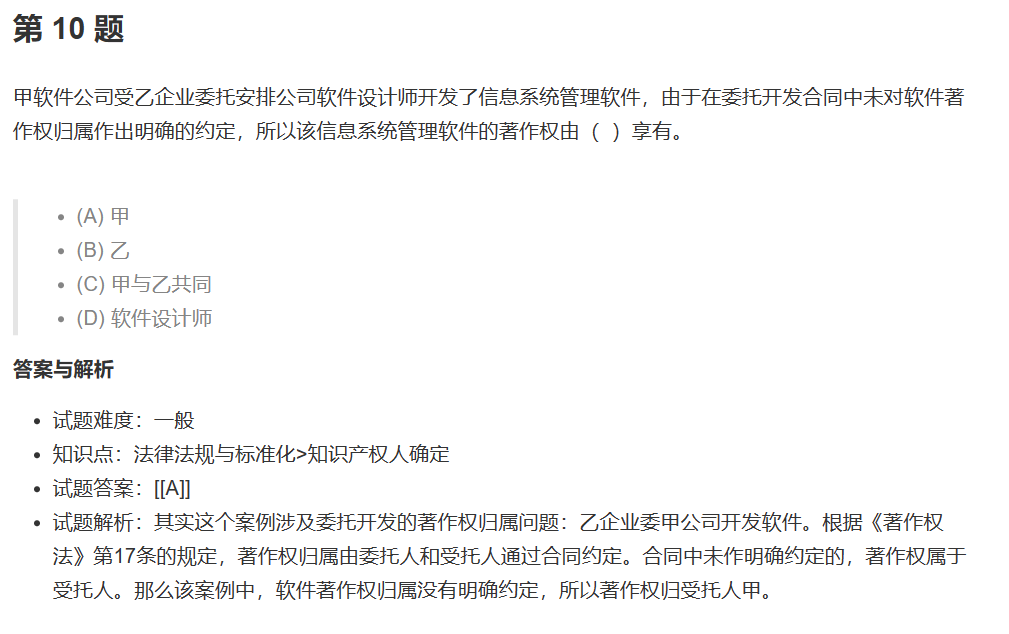 第 10 题
甲软件公司受乙企业委托安排公司软件设计师开发了信息系统管理软件，由于在委托开发合同中未对软件著
作权归属作出明确的约定，所以该信息系统管理软件的著作权由（ ）享有。
(A) 甲
(B) 乙
(C) 甲与乙共同
(D) 软件设计师
答案与解析
试题难度：一般
知识点：法律法规与标准化>知识产权人确定
试题答案：[[A]]
试题解析：其实这个案例涉及委托开发的著作权归属问题：乙企业委甲公司开发软件。根据《著作权
法》第17条的规定，著作权归属由委托人和受托人通过合同约定。合同中未作明确约定的，著作权属于
受托人。那么该案例中，软件著作权归属没有明确约定，所以著作权归受托人甲。